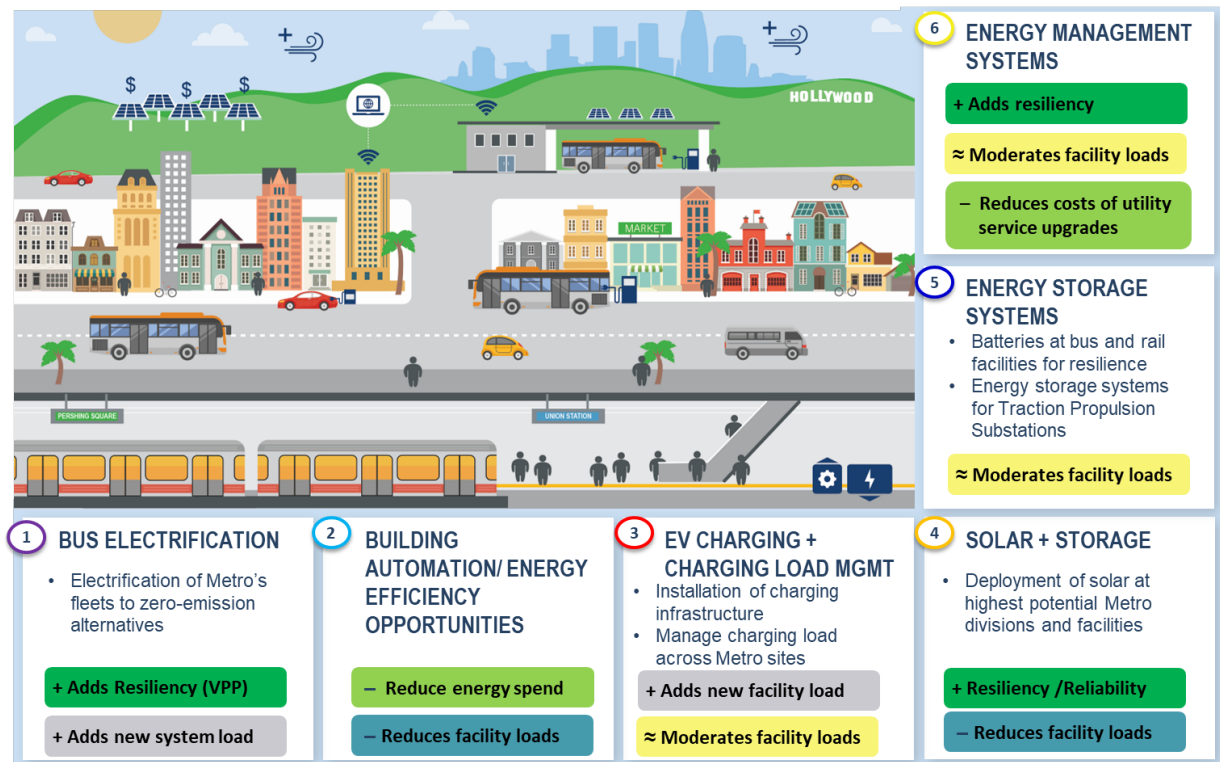 +
+
$
$
$
HOLLYWOOD
MARKET
PERSHING SQUARE
UNION STATION
1
BUS ELECTRIFICATION
• Electrification of Metro's
fleets to zero-emission
alternatives
+ Adds Resiliency (VPP)
+ Adds new system load
2
BUILDING
AUTOMATION/ ENERGY
EFFICIENCY
OPPORTUNITIES
– Reduce energy spend
– Reduces facility loads
3
EV CHARGING +
CHARGING LOAD MGMT
• Installation of charging
infrastructure
• Manage charging load
across Metro sites
+ Adds new facility load
≈ Moderates facility loads
4
SOLAR + STORAGE
• Deployment of solar at
highest potential Metro
divisions and facilities
+ Resiliency /Reliability
– Reduces facility loads
5
ENERGY STORAGE
SYSTEMS
• Batteries at bus and rail
facilities for resilience
• Energy storage systems
for Traction Propulsion
Substations
≈ Moderates facility loads
6
ENERGY MANAGEMENT
SYSTEMS
+ Adds resiliency
≈ Moderates facility loads
– Reduces costs of utility
service upgrades